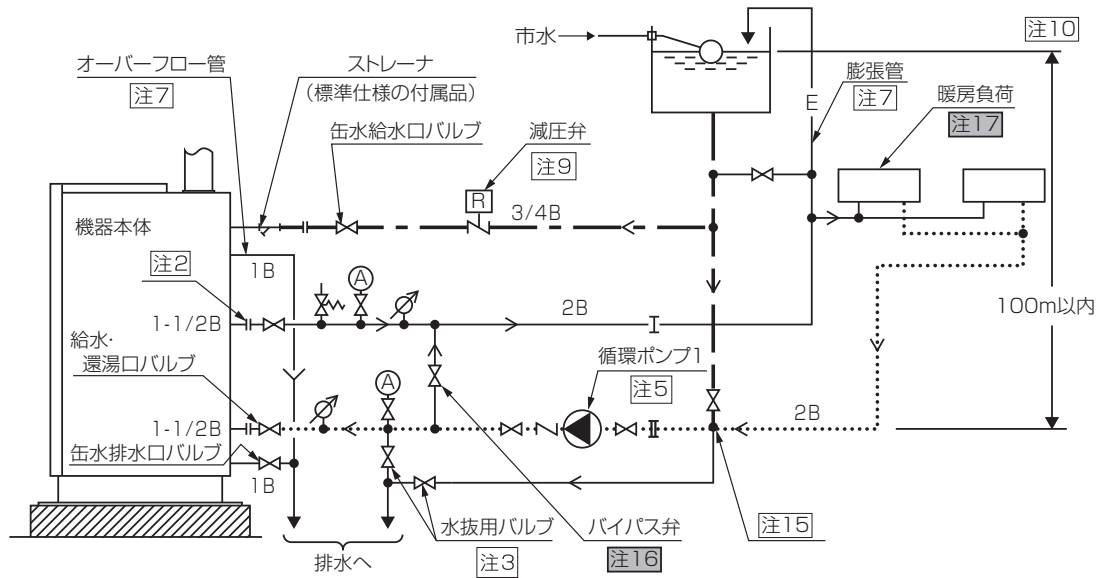 市水
注10
オーバーフロー管
注7
ストレーナ
(標準仕様の付属品)
膨張管
注7
E
暖房負荷
注17
缶水給水口バルブ
減圧弁
注9
R
3/4B
機器本体
1B
注2
A
1-1/2B
2B
I
100m以内
給水・
還湯口バルブ
循環ポンプ1
注5
A
1-1/2B
II
2B
缶水排水口バルブ
1B
水抜用バルブ
注3
バイパス弁
注16
注15
排水へ